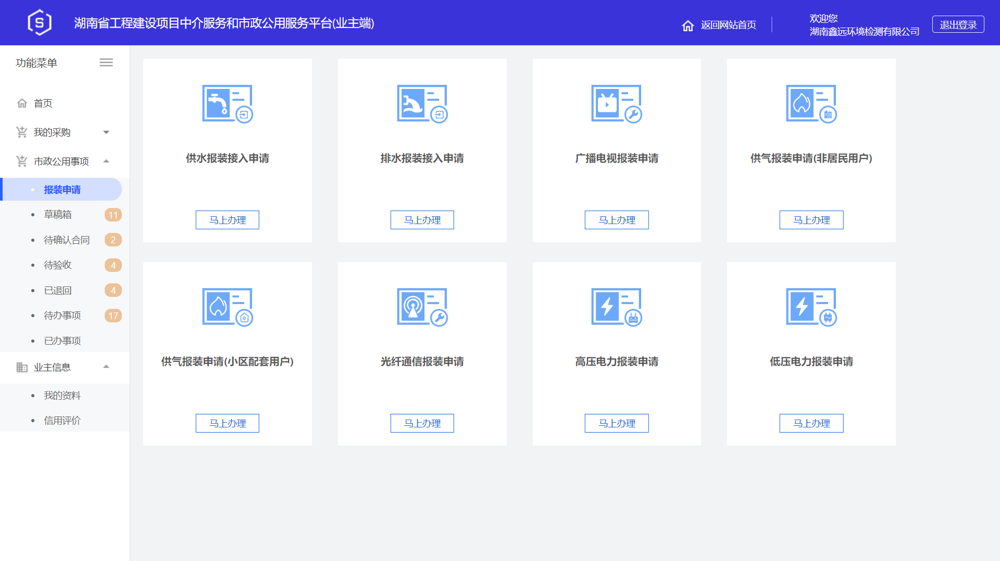 湖南省工程建设项目中介服务和市政公用服务平台(业主端)
返回网站首页
欢迎您
湖南鑫远环境检测有限公司
退出登录
功能菜单
首页
我的采购
市政公用事项
报装申请
草稿箱 11
待确认合同 2
待验收 4
已退回 4
待办事项 17
已办事项
业主信息
我的资料
信用评价
供水报装接入申请
马上办理
排水报装接入申请
马上办理
广播电视报装申请
马上办理
供气报装申请(非居民用户)
马上办理
供气报装申请(小区配套用户)
马上办理
光纤通信报装申请
马上办理
高压电力报装申请
马上办理
低压电力报装申请
马上办理